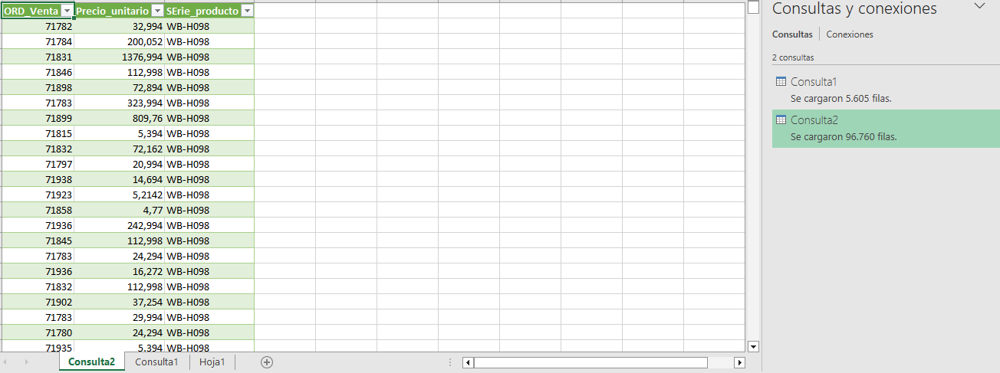 ORD_Venta Precio_unitario SErie_producto
71782 32,994 WB-H098
71784 200,052 WB-H098
71831 1376,994 WB-H098
71846 112,998 WB-H098
71898 72,894 WB-H098
71783 323,994 WB-H098
71899 809,76 WB-H098
71815 5,394 WB-H098
71832 72,162 WB-H098
71797 20,994 WB-H098
71938 14,694 WB-H098
71923 5,2142 WB-H098
71858 4,77 WB-H098
71936 242,994 WB-H098
71845 112,998 WB-H098
71783 24,294 WB-H098
71936 16,272 WB-H098
71832 112,998 WB-H098
71902 37,254 WB-H098
71783 29,994 WB-H098
71780 24,294 WB-H098
71935 5,394 WB-H098
Consulta2 Consulta1 Hoja1
Consultas y conexiones
Consultas Conexiones
2 consultas
Consulta1
Se cargaron 5.605 filas.
Consulta2
Se cargaron 96.760 filas.